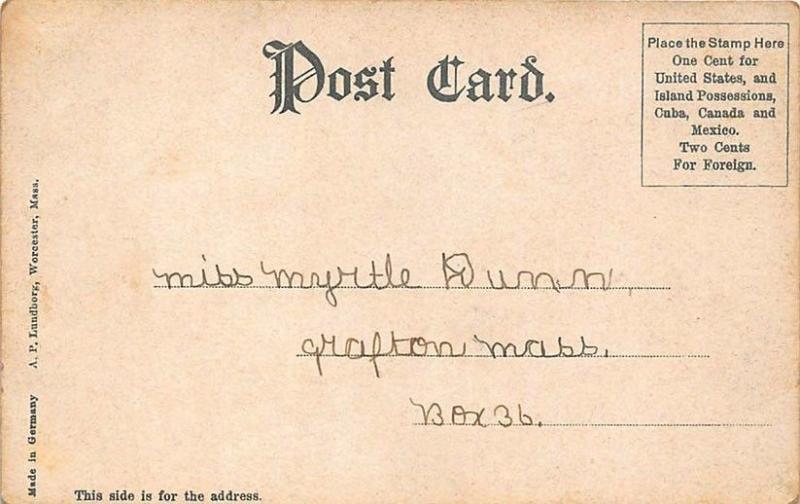 Post Card.
Place the Stamp Here
One Cent for
United States, and
Island Possessions,
Cuba, Canada and
Mexico.
Two Cents
For Foreign.
miss myrtle Dunn,
grafton mass.
Box 36.
This side is for the address.
Made in Germany A. P. Lundborg, Worcester, Mass.